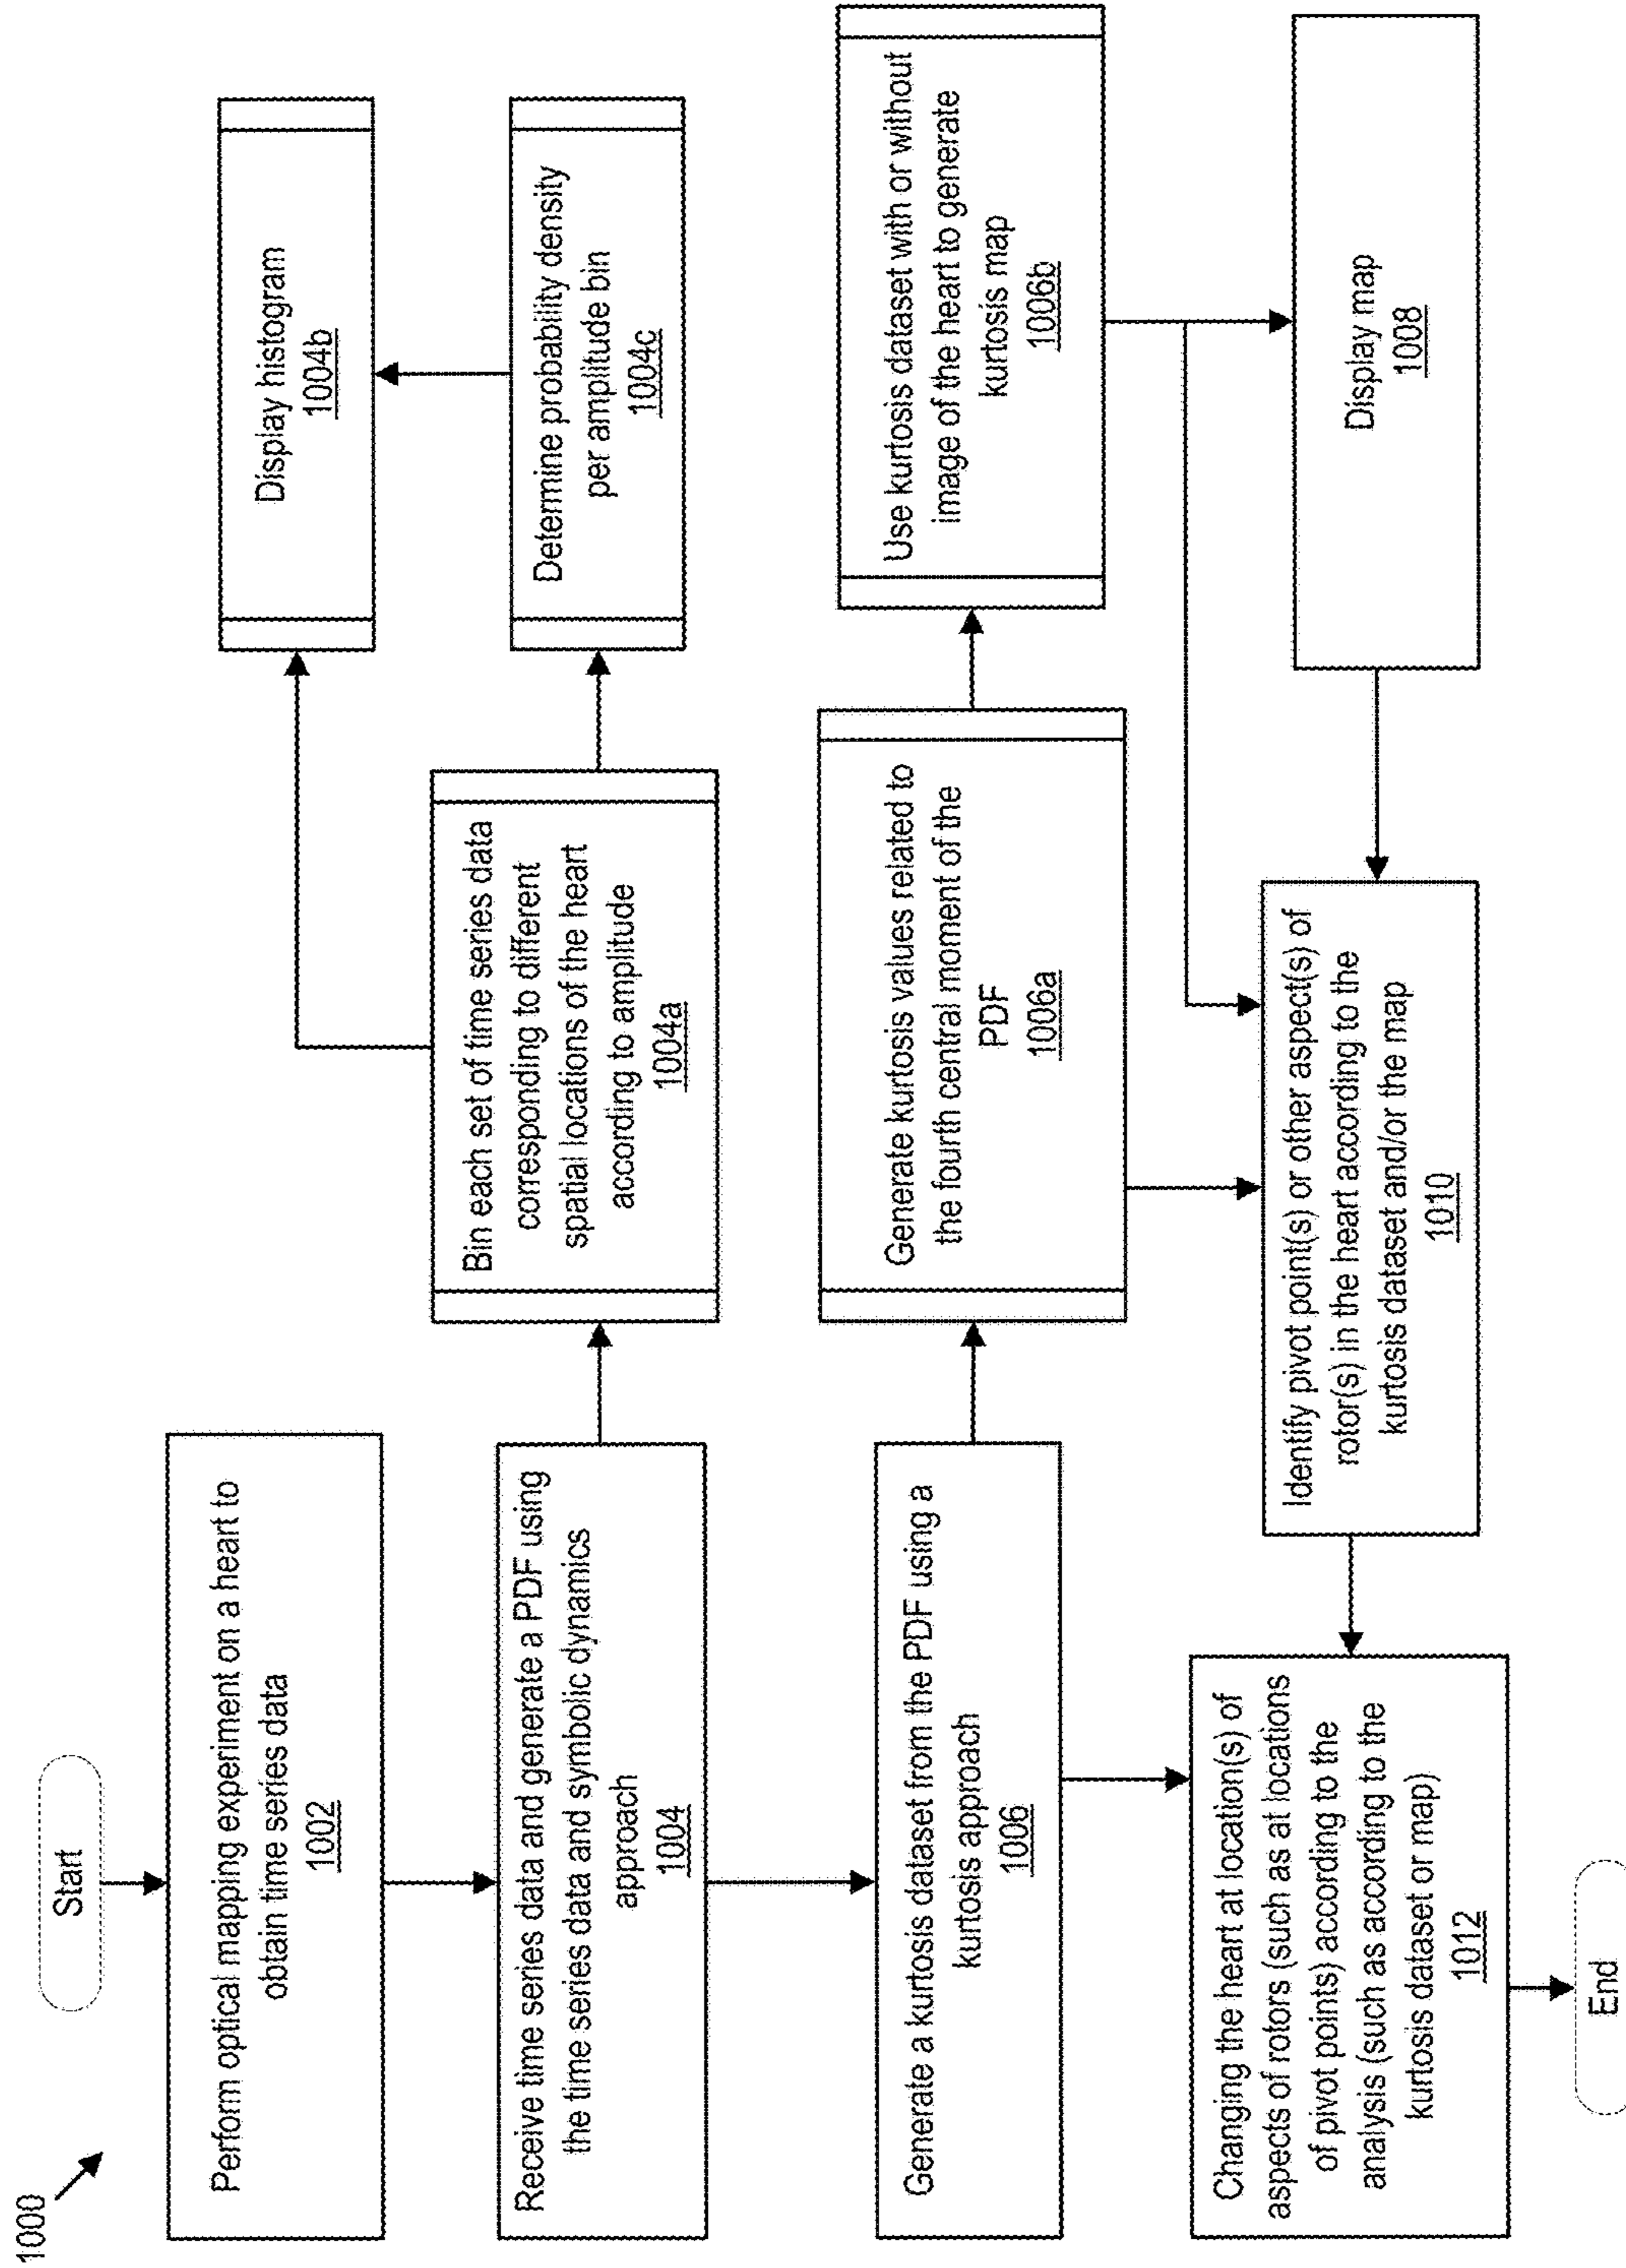 1000
Start
Perform optical mapping experiment on a heart to
obtain time series data
1002
Receive time series data and generate a PDF using
the time series data and symbolic dynamics
approach
1004
Bin each set of time series data
corresponding to different
spatial locations of the heart
according to amplitude
1004a
Display histogram
1004b
Determine probability density
per amplitude bin
1004c
Generate a kurtosis dataset from the PDF using a
kurtosis approach
1006
Generate kurtosis values related to
the fourth central moment of the
PDF
1006a
Use kurtosis dataset with or without
image of the heart to generate
kurtosis map
1006b
Changing the heart at location(s) of
aspects of rotors (such as at locations
of pivot points) according to the
analysis (such as according to the
kurtosis dataset or map)
1012
Identify pivot point(s) or other aspect(s) of
rotor(s) in the heart according to the
kurtosis dataset and/or the map
1010
Display map
1008
End